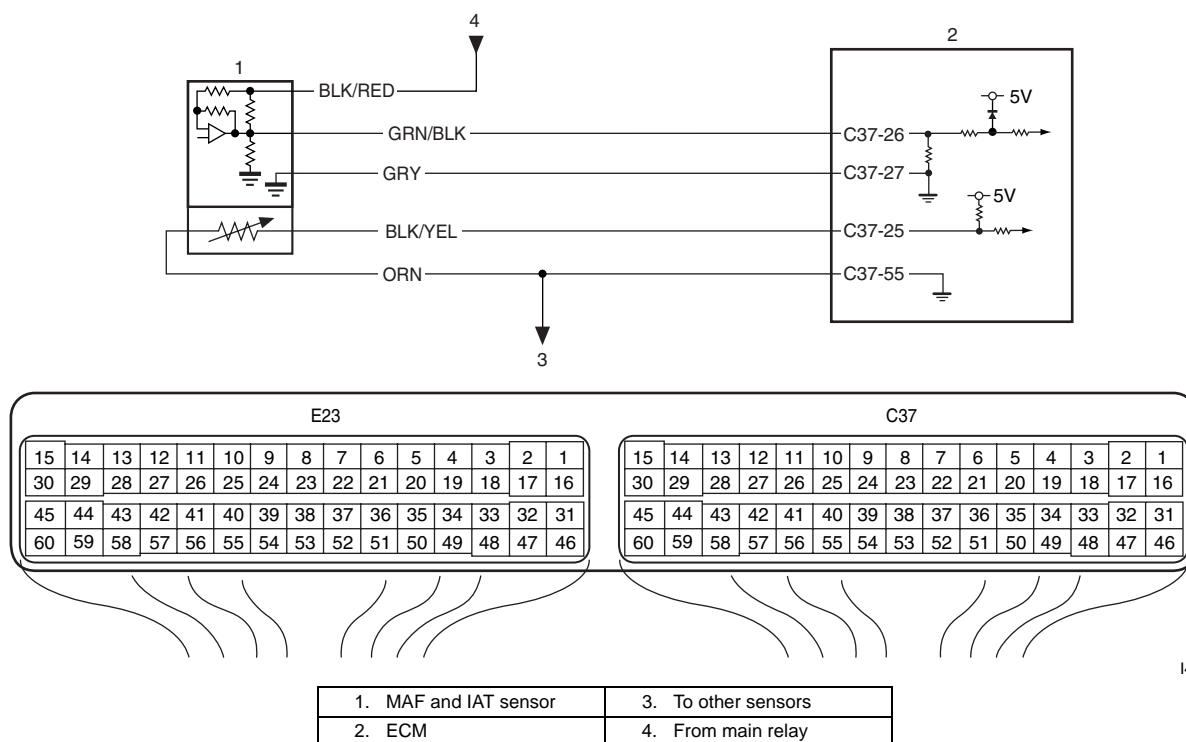 4
2
1
BLK/RED
5V
GRN/BLK
C37-26
GRY
C37-27
5V
BLK/YEL
C37-25
ORN
C37-55
3
E23
C37
15 14 13 12 11 10 9 8 7 6 5 4 3 2 1
30 29 28 27 26 25 24 23 22 21 20 19 18 17 16
45 44 43 42 41 40 39 38 37 36 35 34 33 32 31
60 59 58 57 56 55 54 53 52 51 50 49 48 47 46
15 14 13 12 11 10 9 8 7 6 5 4 3 2 1
30 29 28 27 26 25 24 23 22 21 20 19 18 17 16
45 44 43 42 41 40 39 38 37 36 35 34 33 32 31
60 59 58 57 56 55 54 53 52 51 50 49 48 47 46
1. MAF and IAT sensor 3. To other sensors
2. ECM 4. From main relay